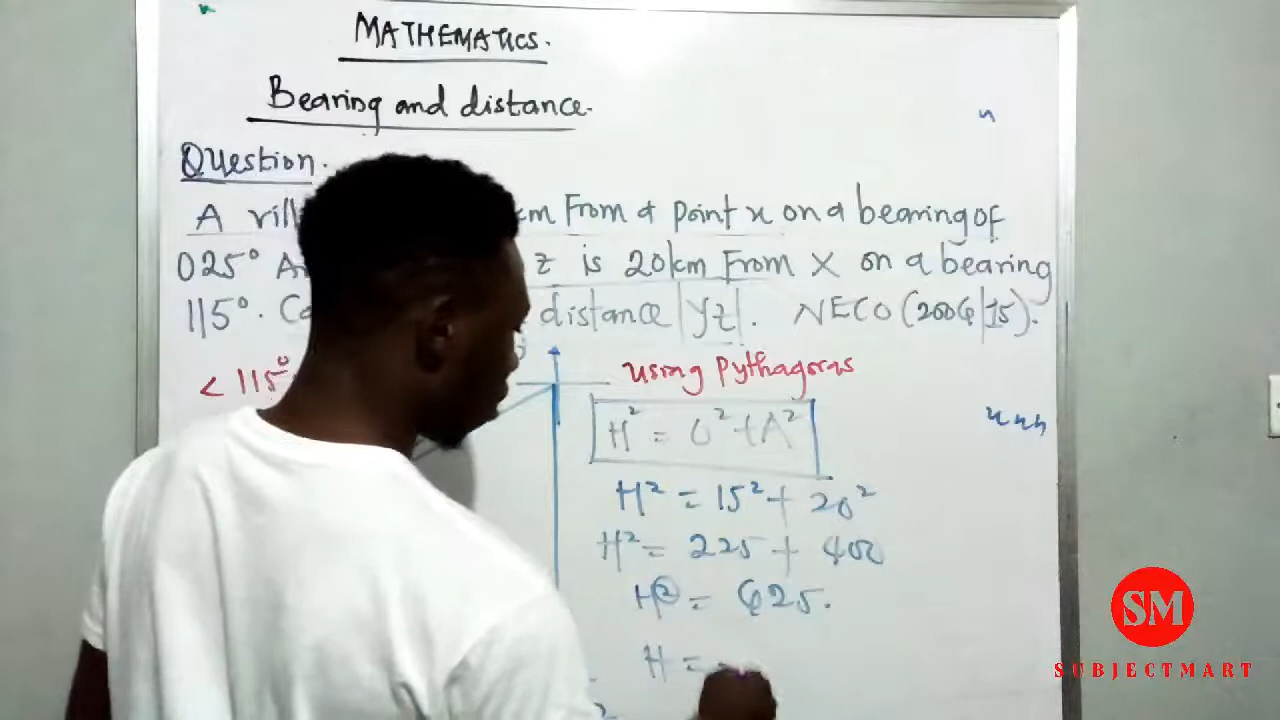 MATHEMATICS.
Bearing and distance.
Question.
A km From a point x on a bearing of
025° z is 20km From X on a bearing
115°. distance |YZ|. NECO (2006|15).
< 115°
using Pythagoras
H² = O² + A²
H² = 15² + 20²
H² = 225 + 400
H² = 625.
H =
SM
SUBJECTMART